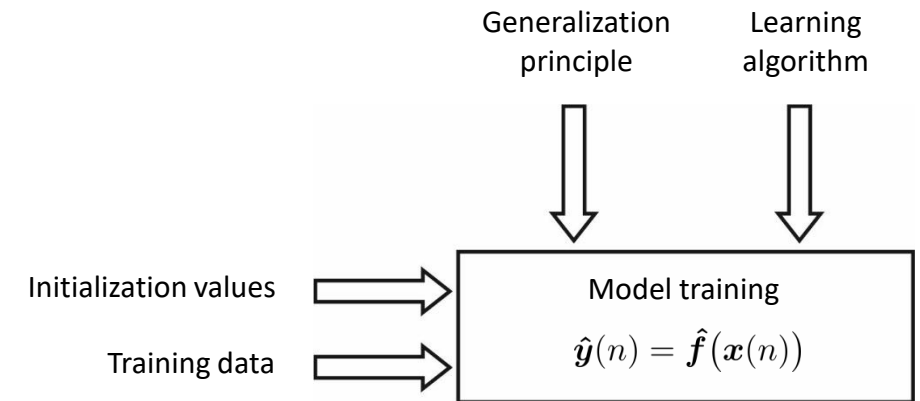 Generalization principle
Learning algorithm
Initialization values
Training data
Model training
ŷ(n) = f̂(x(n))